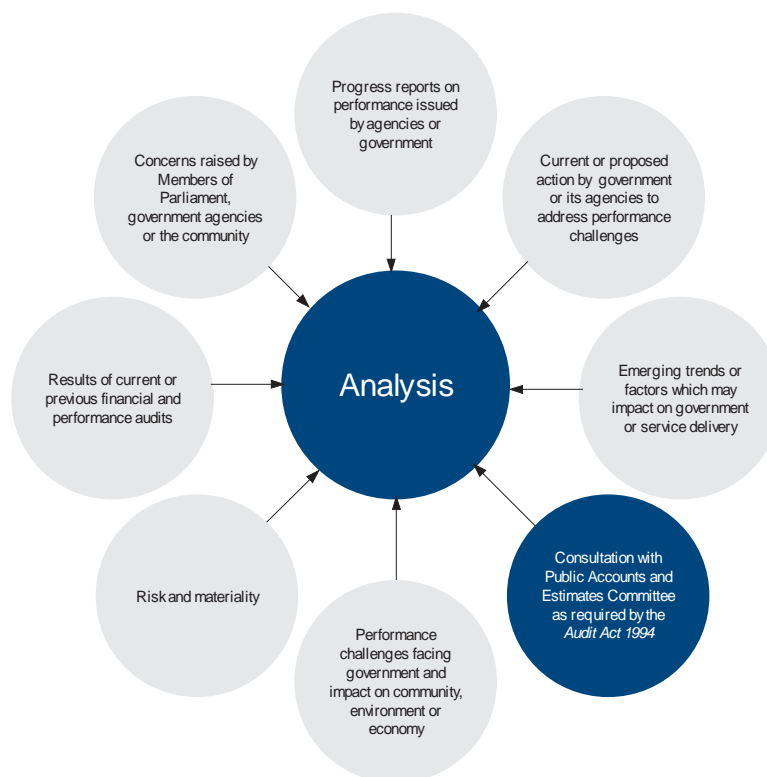 Progress reports on
performance issued
by agencies or
government
Concerns raised by
Members of
Parliament,
government agencies
or the community
Current or proposed
action by government
or its agencies to
address performance
challenges
Analysis
Results of current or
previous financial and
performance audits
Emerging trends or
factors which may
impact on government
or service delivery
Risk and materiality
Consultation with
Public Accounts and
Estimates Committee
as required by the
Audit Act 1994
Performance
challenges facing
government and
impact on community,
environment or
economy